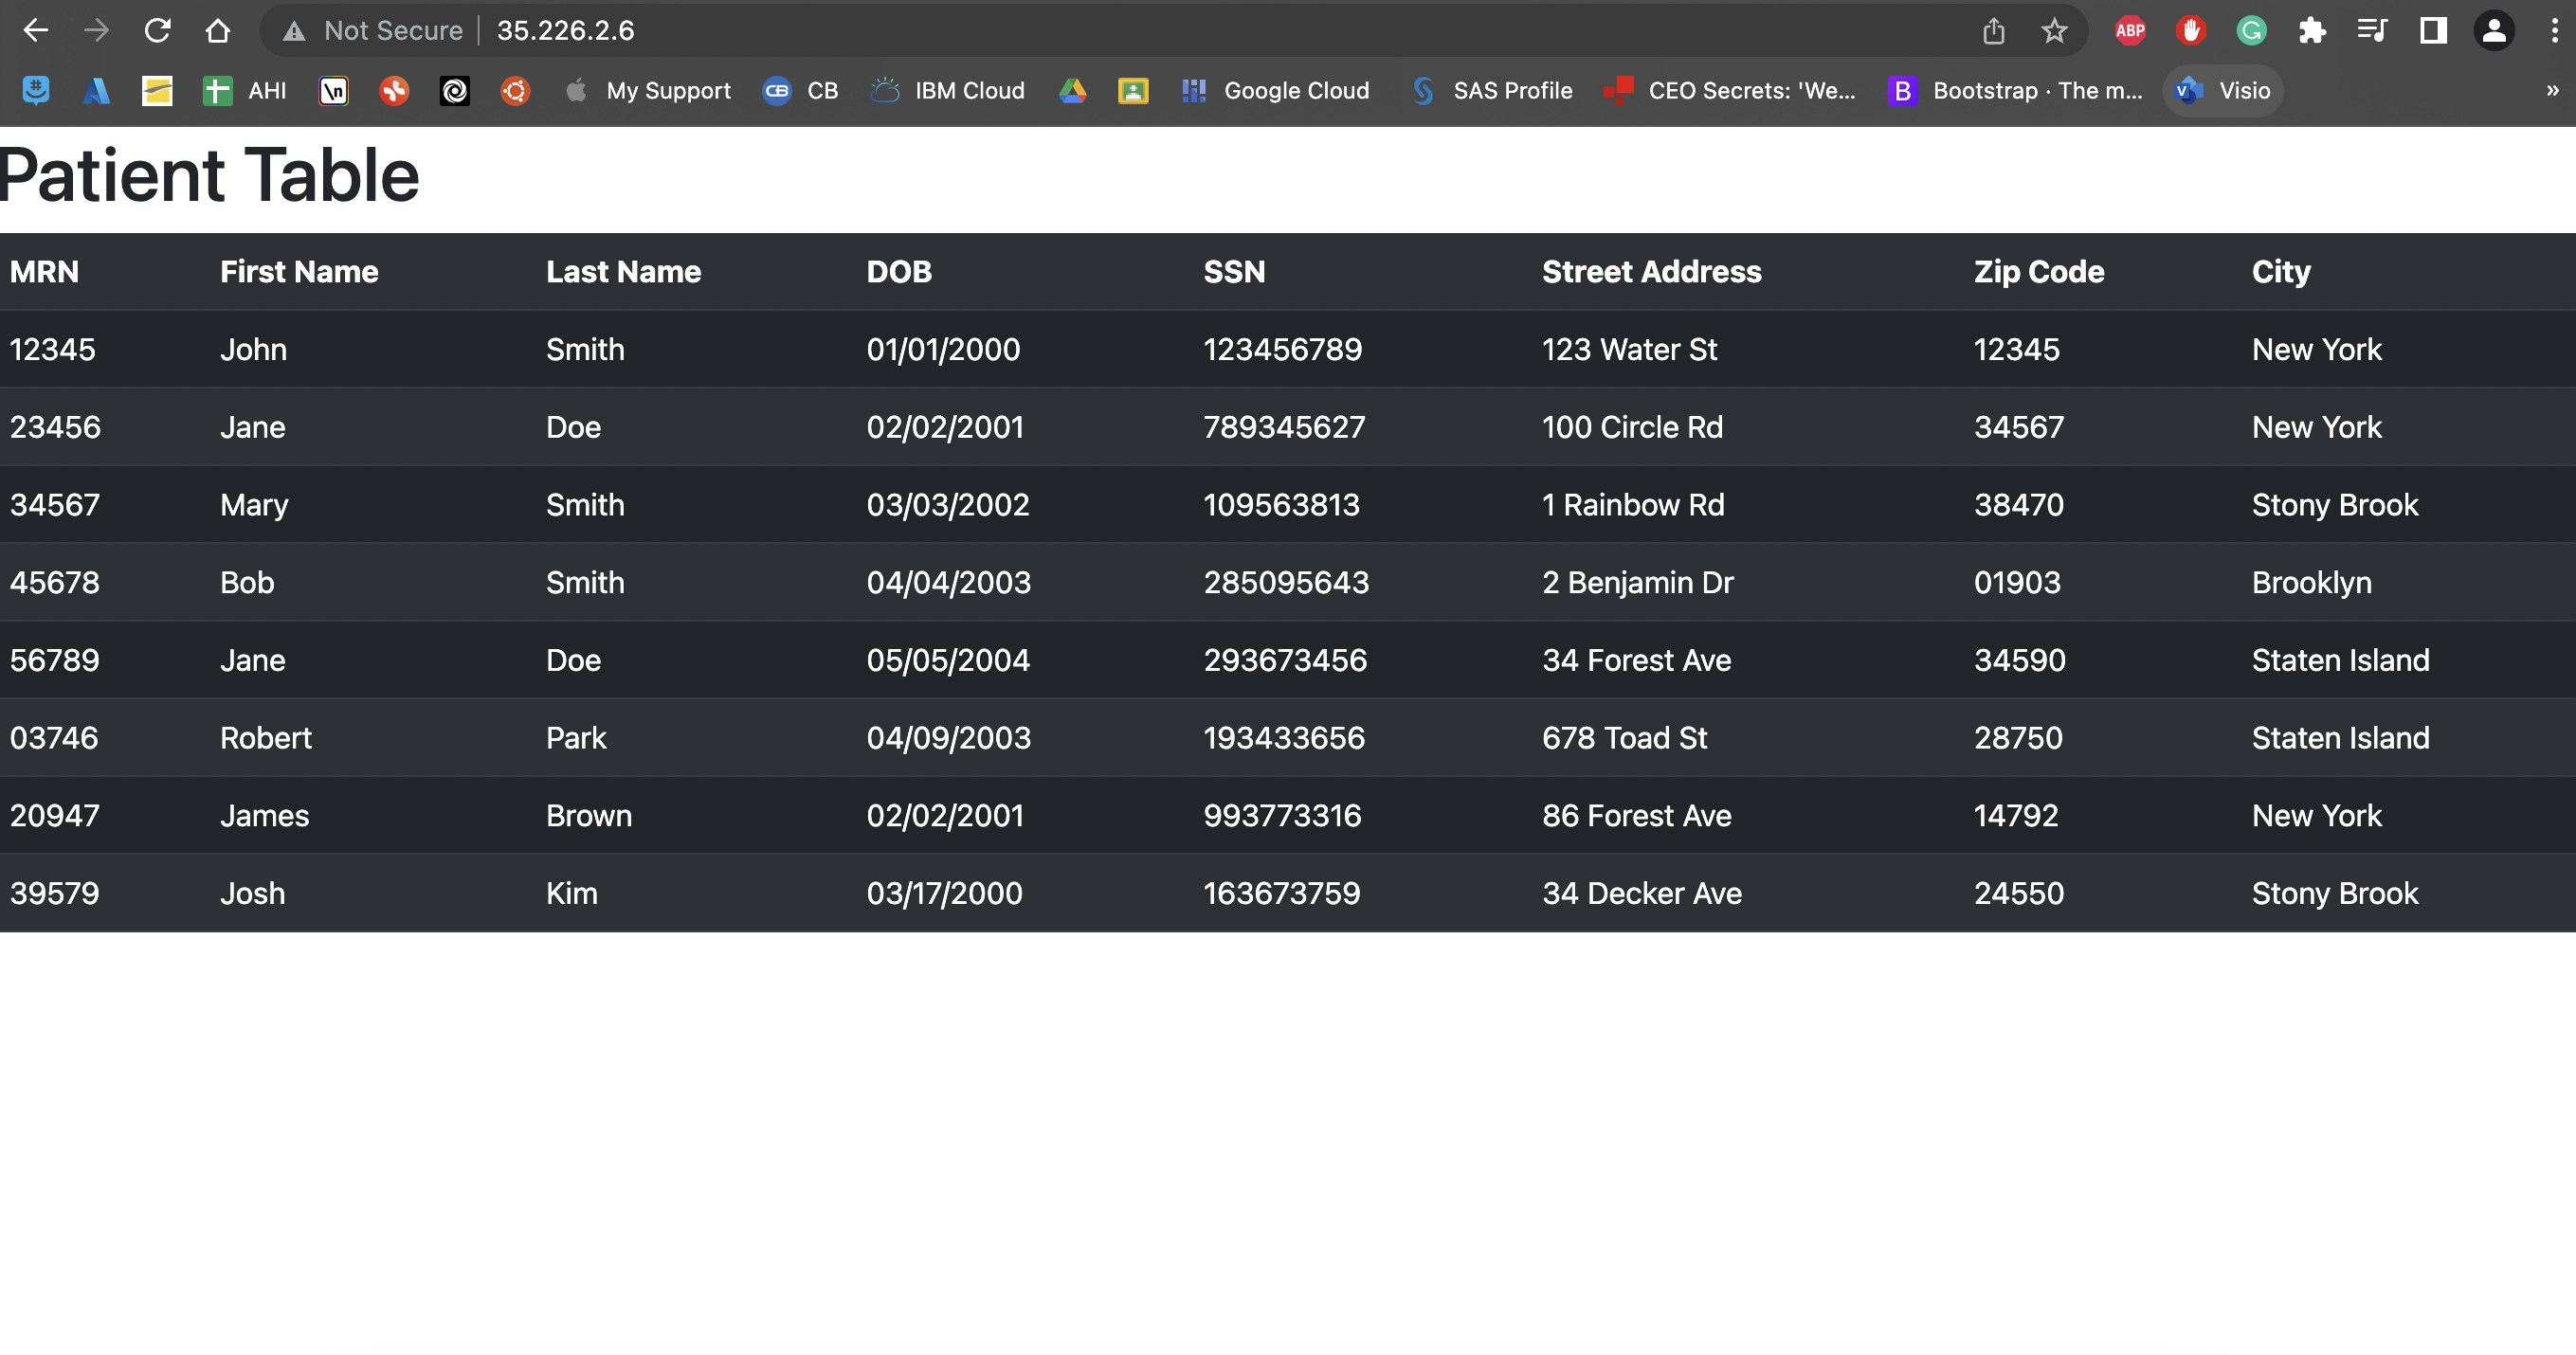 Not Secure 35.226.2.6
ABP
AHI \n My Support CB CB IBM Cloud Google Cloud SAS Profile CEO Secrets: 'We... B Bootstrap · The m... V Visio »
Patient Table
MRN First Name Last Name DOB SSN Street Address Zip Code City
12345 John Smith 01/01/2000 123456789 123 Water St 12345 New York
23456 Jane Doe 02/02/2001 789345627 100 Circle Rd 34567 New York
34567 Mary Smith 03/03/2002 109563813 1 Rainbow Rd 38470 Stony Brook
45678 Bob Smith 04/04/2003 285095643 2 Benjamin Dr 01903 Brooklyn
56789 Jane Doe 05/05/2004 293673456 34 Forest Ave 34590 Staten Island
03746 Robert Park 04/09/2003 193433656 678 Toad St 28750 Staten Island
20947 James Brown 02/02/2001 993773316 86 Forest Ave 14792 New York
39579 Josh Kim 03/17/2000 163673759 34 Decker Ave 24550 Stony Brook